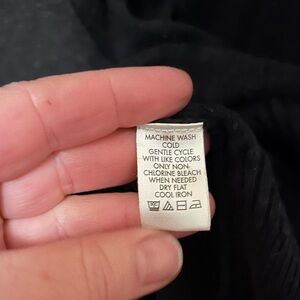 MACHINE WASH
COLD
GENTLE CYCLE
WITH LIKE COLORS
ONLY NON-
CHLORINE BLEACH
WHEN NEEDED
DRY FLAT
COOL IRON